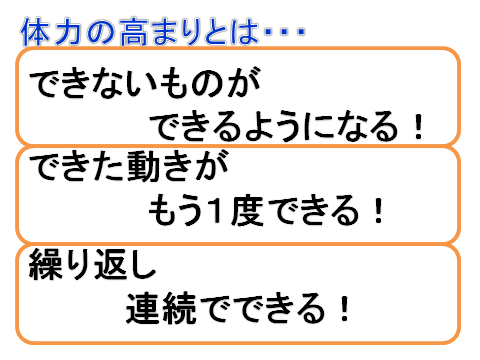 体力の高まりとは・・・
できないものが
できるようになる！
できた動きが
もう１度できる！
繰り返し
連続でできる！